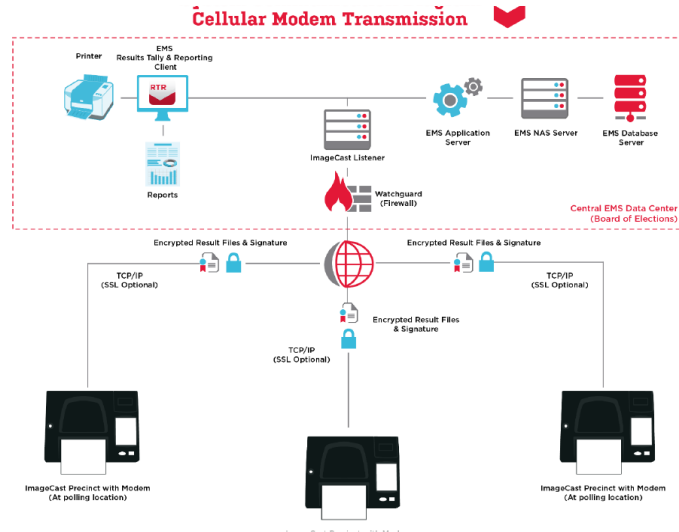 Cellular Modem Transmission
Printer
EMS
Results Tally & Reporting
Client
RTR
Reports
ImageCast Listener
EMS Application
Server
EMS NAS Server
EMS Database
Server
Watchguard
(Firewall)
Central EMS Data Center
(Board of Elections)
Encrypted Result Files & Signature
Encrypted Result Files & Signature
TCP/IP
(SSL Optional)
TCP/IP
(SSL Optional)
Encrypted Result Files
& Signature
TCP/IP
(SSL Optional)
ImageCast Precinct with Modem
(At polling location)
ImageCast Precinct with Modem
(At polling location)